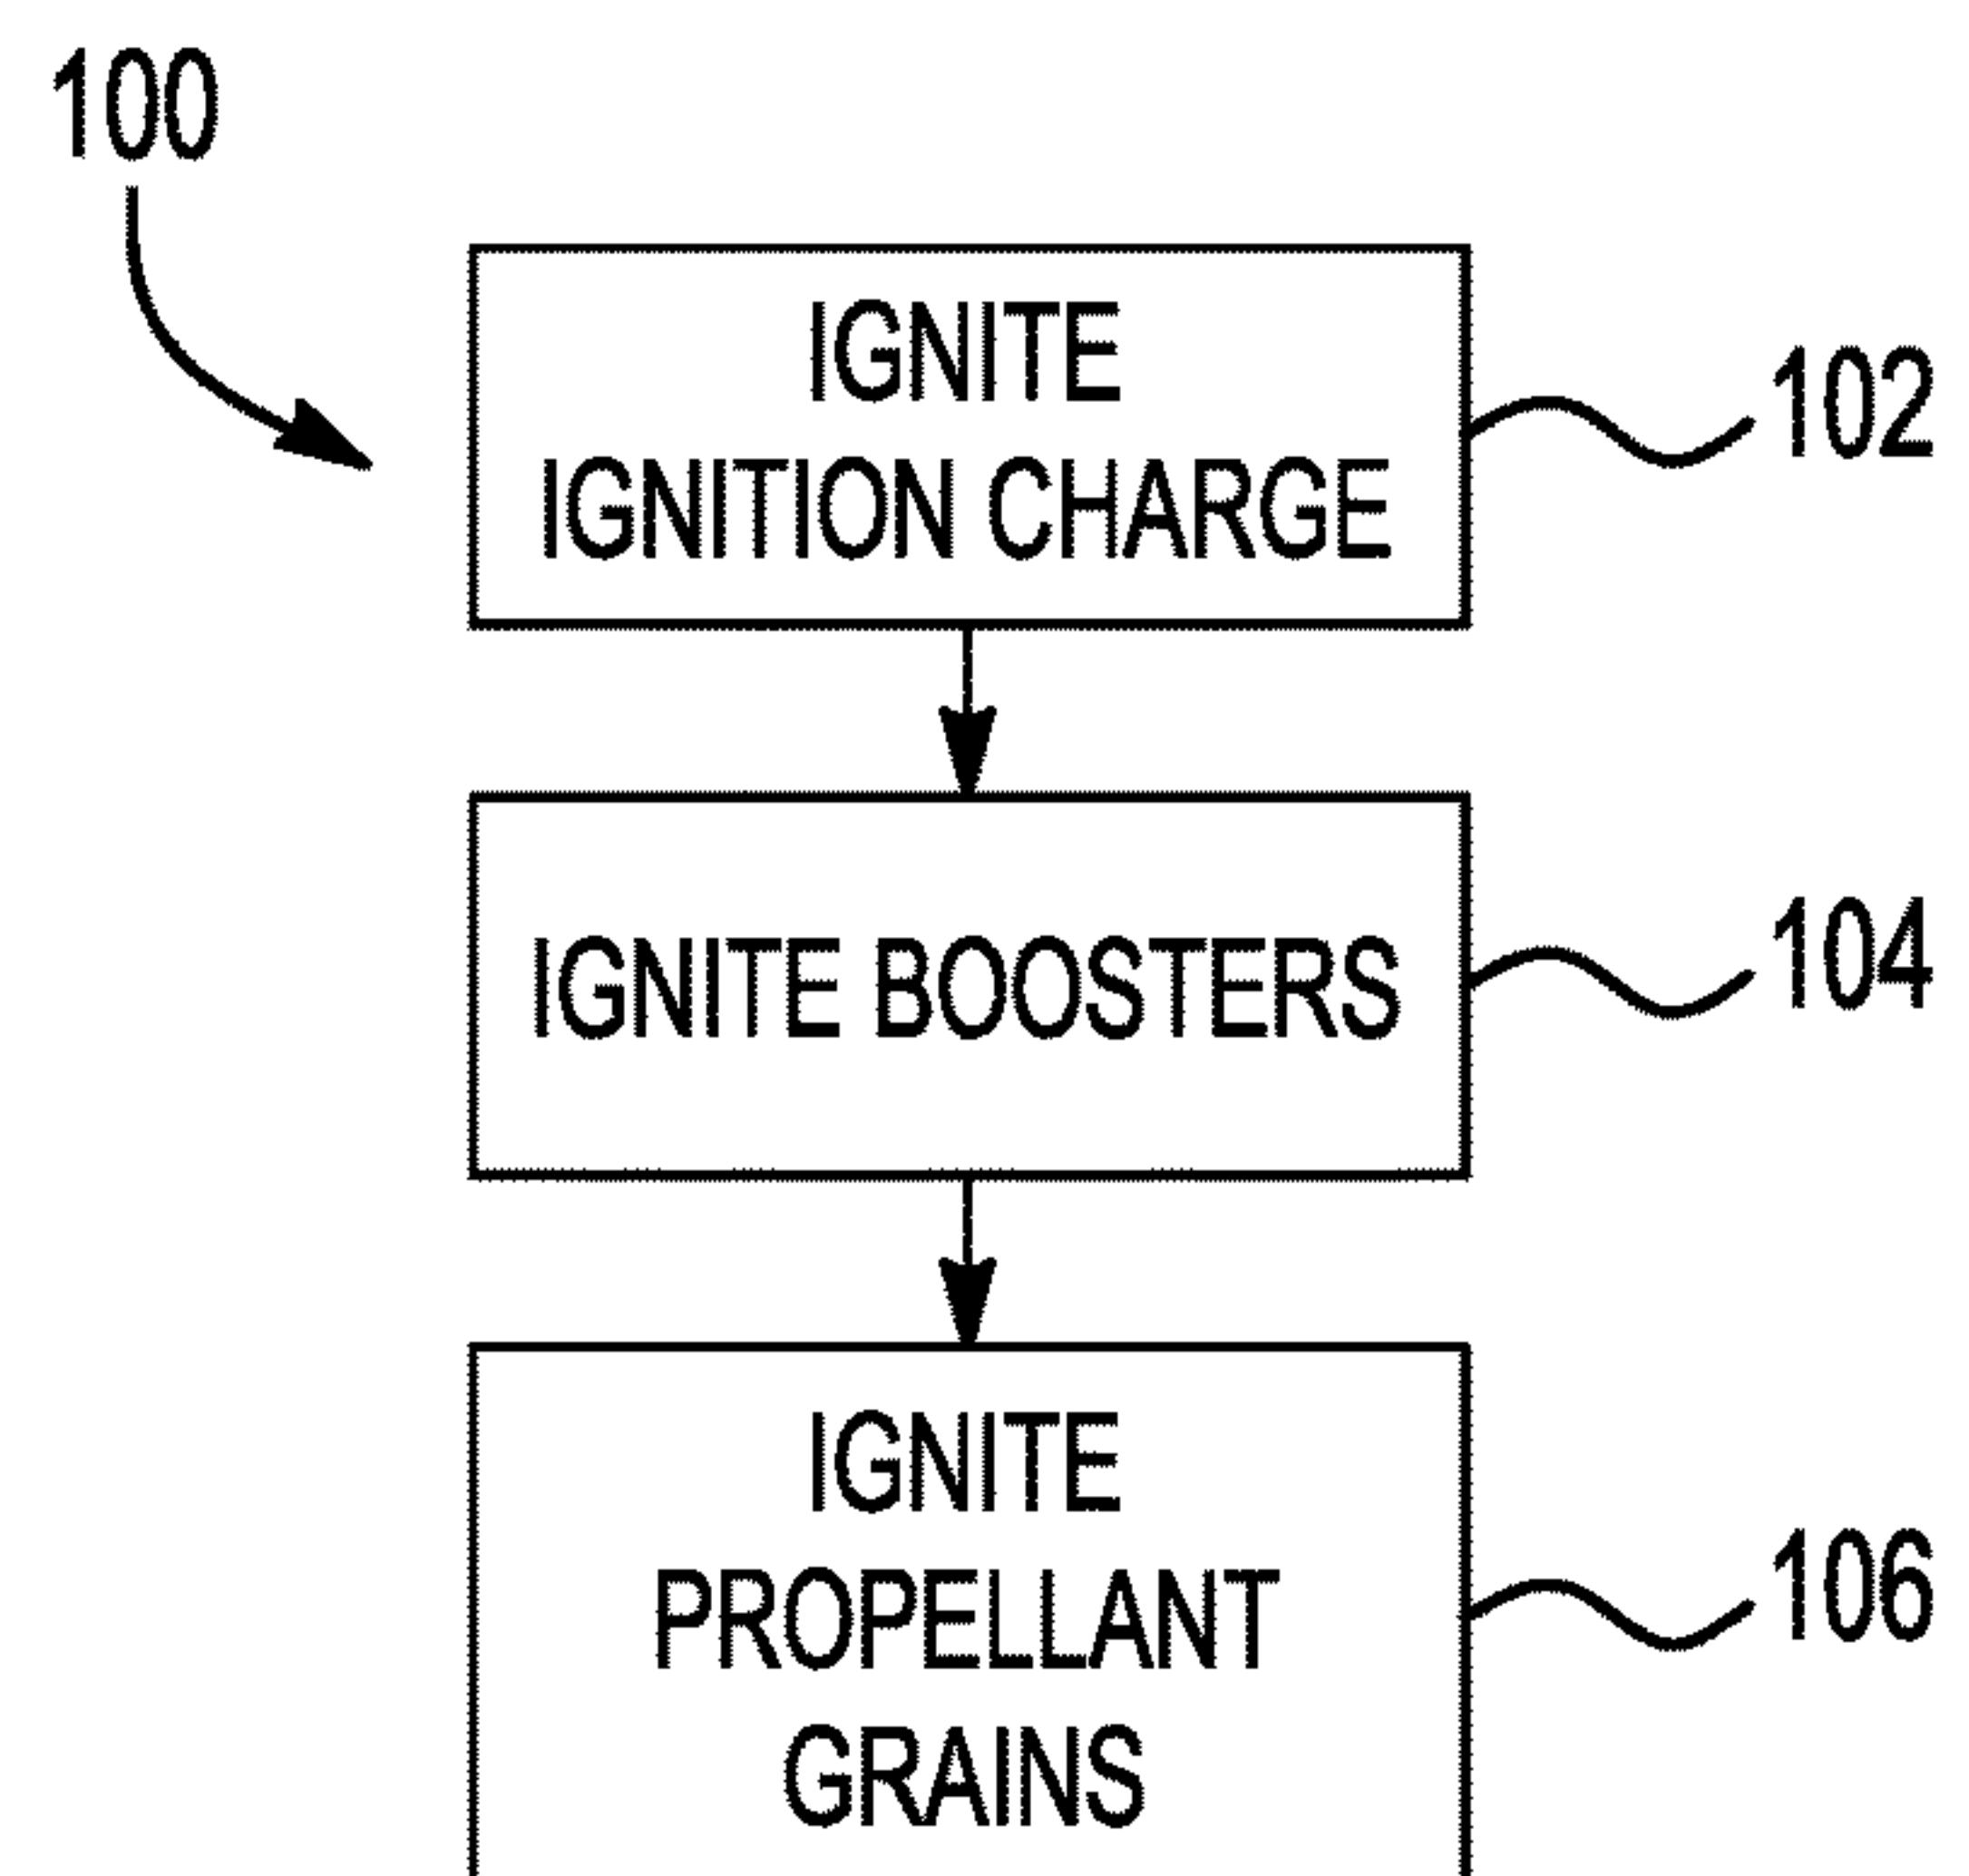 100
IGNITE
IGNITION CHARGE
102
IGNITE BOOSTERS
104
IGNITE
PROPELLANT
GRAINS
106